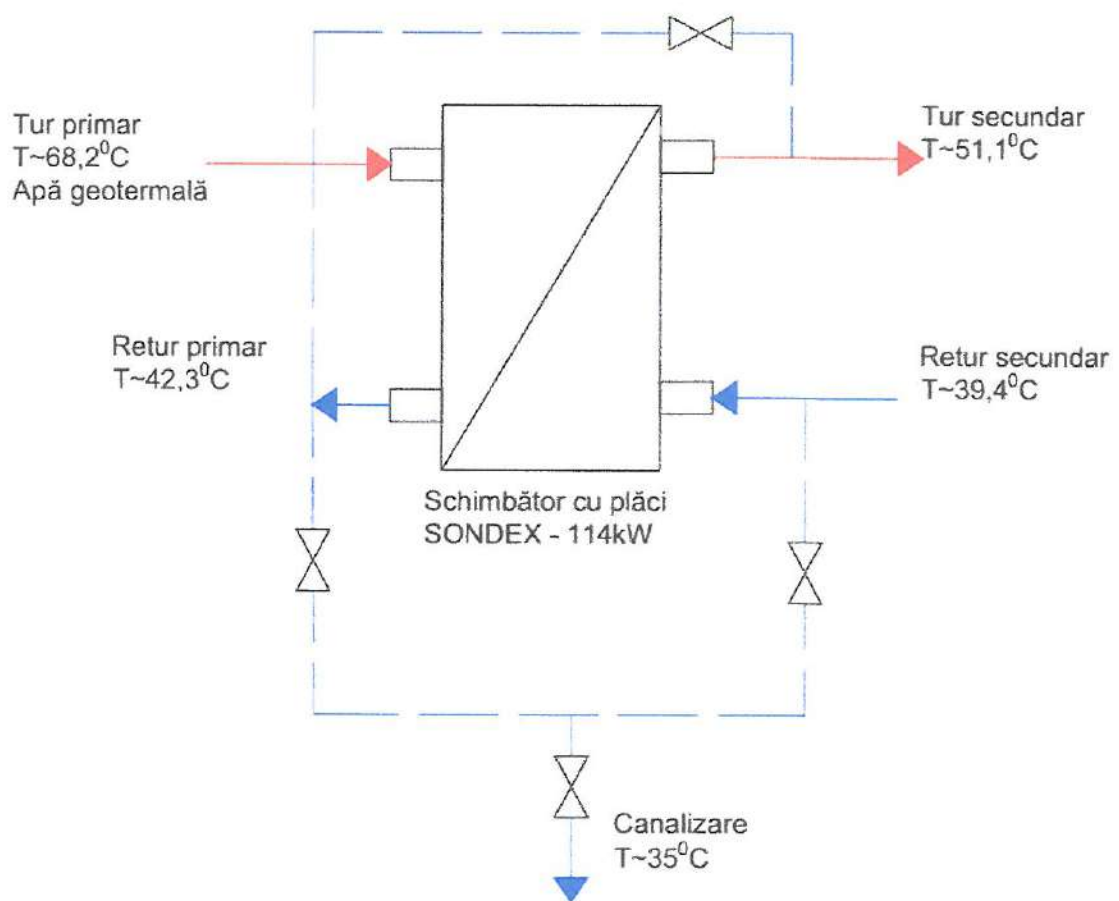 Tur primar
T~68,2⁰C
Apă geotermală
Tur secundar
T~51,1⁰C
Retur primar
T~42,3⁰C
Retur secundar
T~39,4⁰C
Schimbător cu plăci
SONDEX - 114kW
Canalizare
T~35⁰C